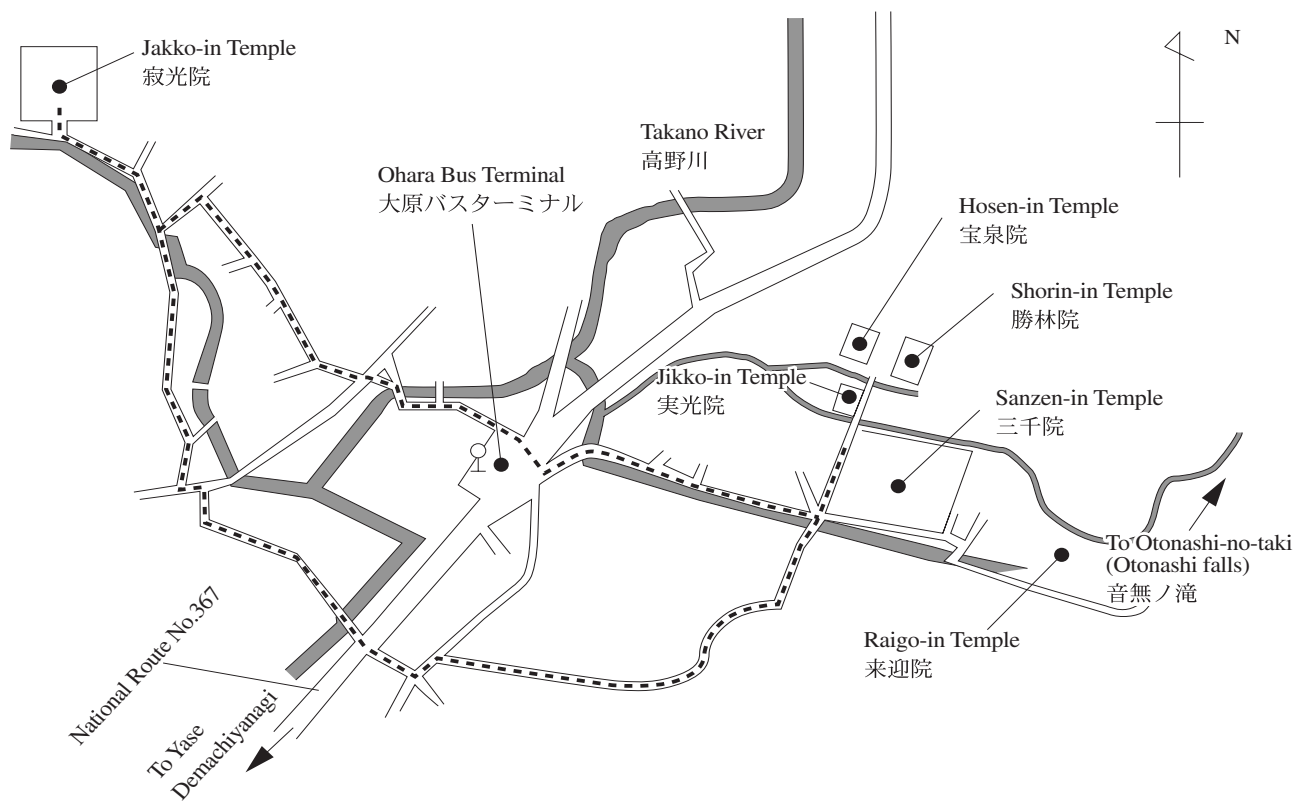 Jakko-in Temple
寂光院
N
Takano River
高野川
Ohara Bus Terminal
大原バスターミナル
Hosen-in Temple
宝泉院
Shorin-in Temple
勝林院
Jikko-in Temple
実光院
Sanzen-in Temple
三千院
To Otonashi-no-taki
(Otonashi falls)
音無ノ滝
Raigo-in Temple
来迎院
National Route No.367
To Yase
Demachiyanagi